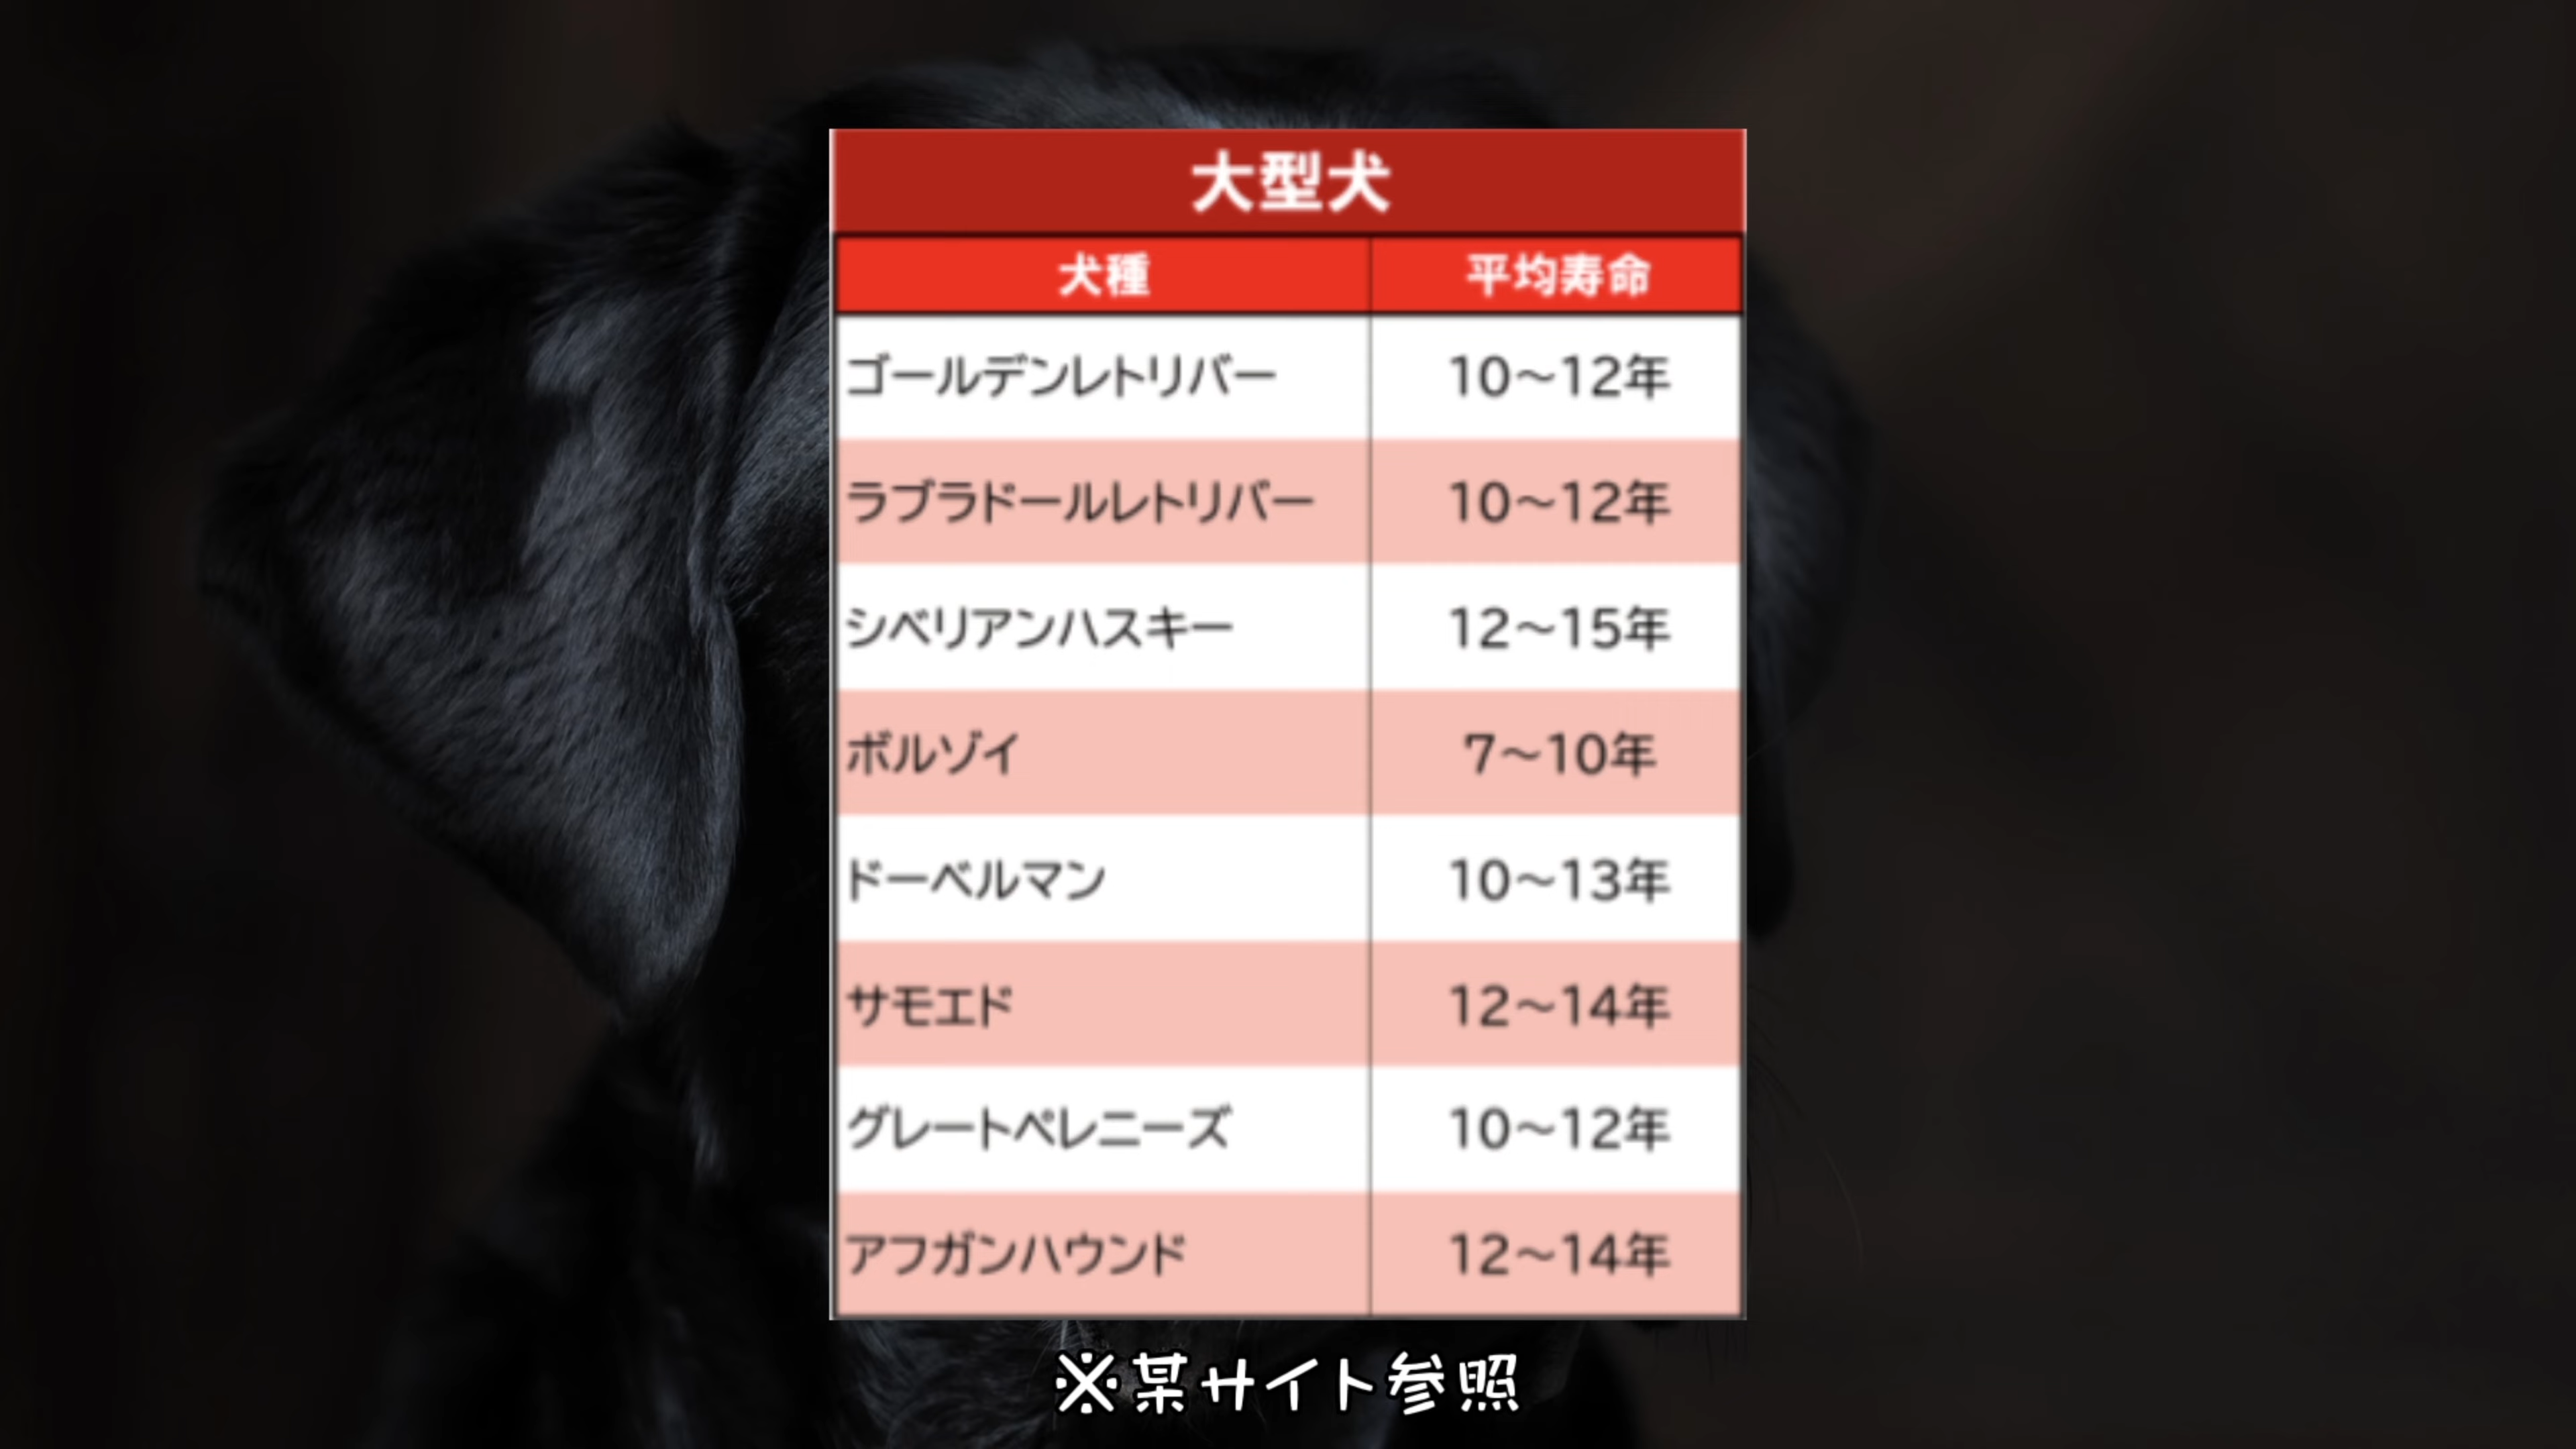 大型犬
犬種 平均寿命
ゴールデンレトリバー 10〜12年
ラブラドールレトリバー 10〜12年
シベリアンハスキー 12〜15年
ボルゾイ 7〜10年
ドーベルマン 10〜13年
サモエド 12〜14年
グレートペレニーズ 10〜12年
アフガンハウンド 12〜14年
※某サイト参照